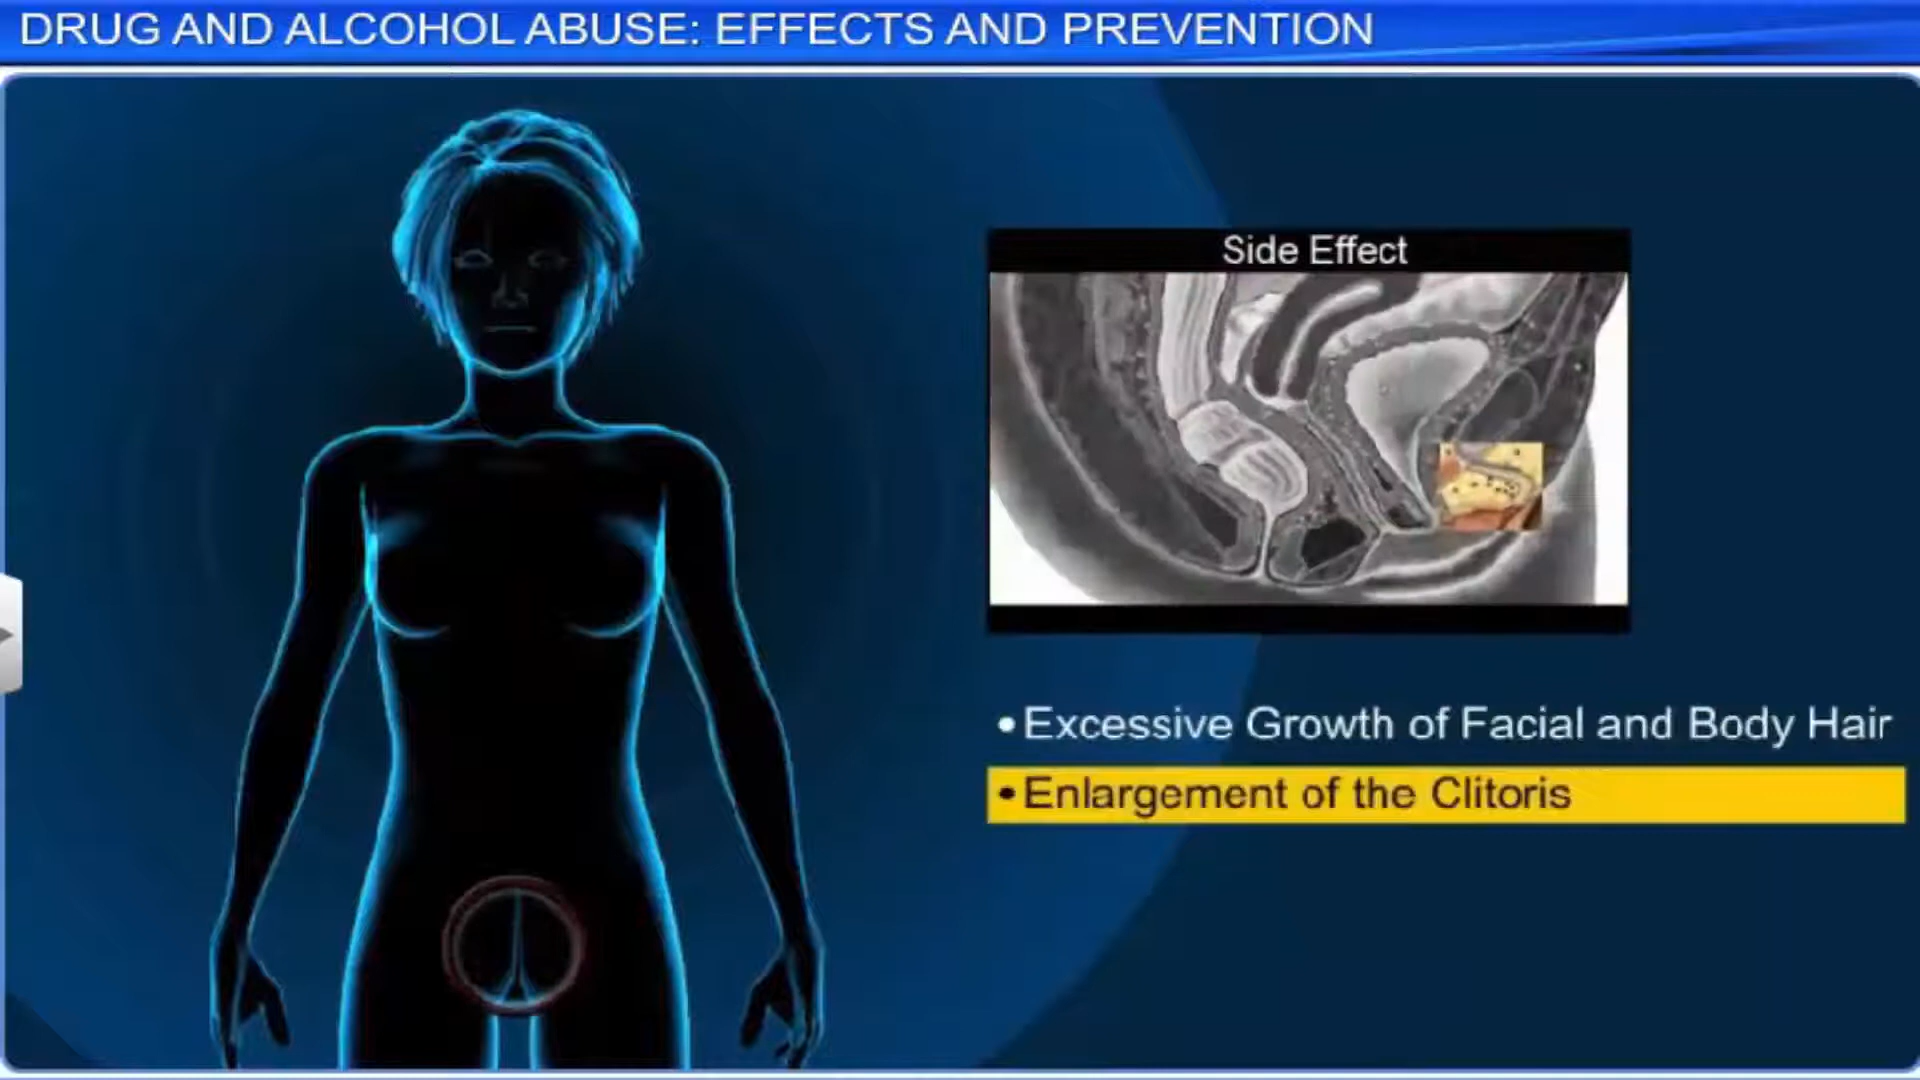 DRUG AND ALCOHOL ABUSE: EFFECTS AND PREVENTION
Side Effect
• Excessive Growth of Facial and Body Hair
• Enlargement of the Clitoris